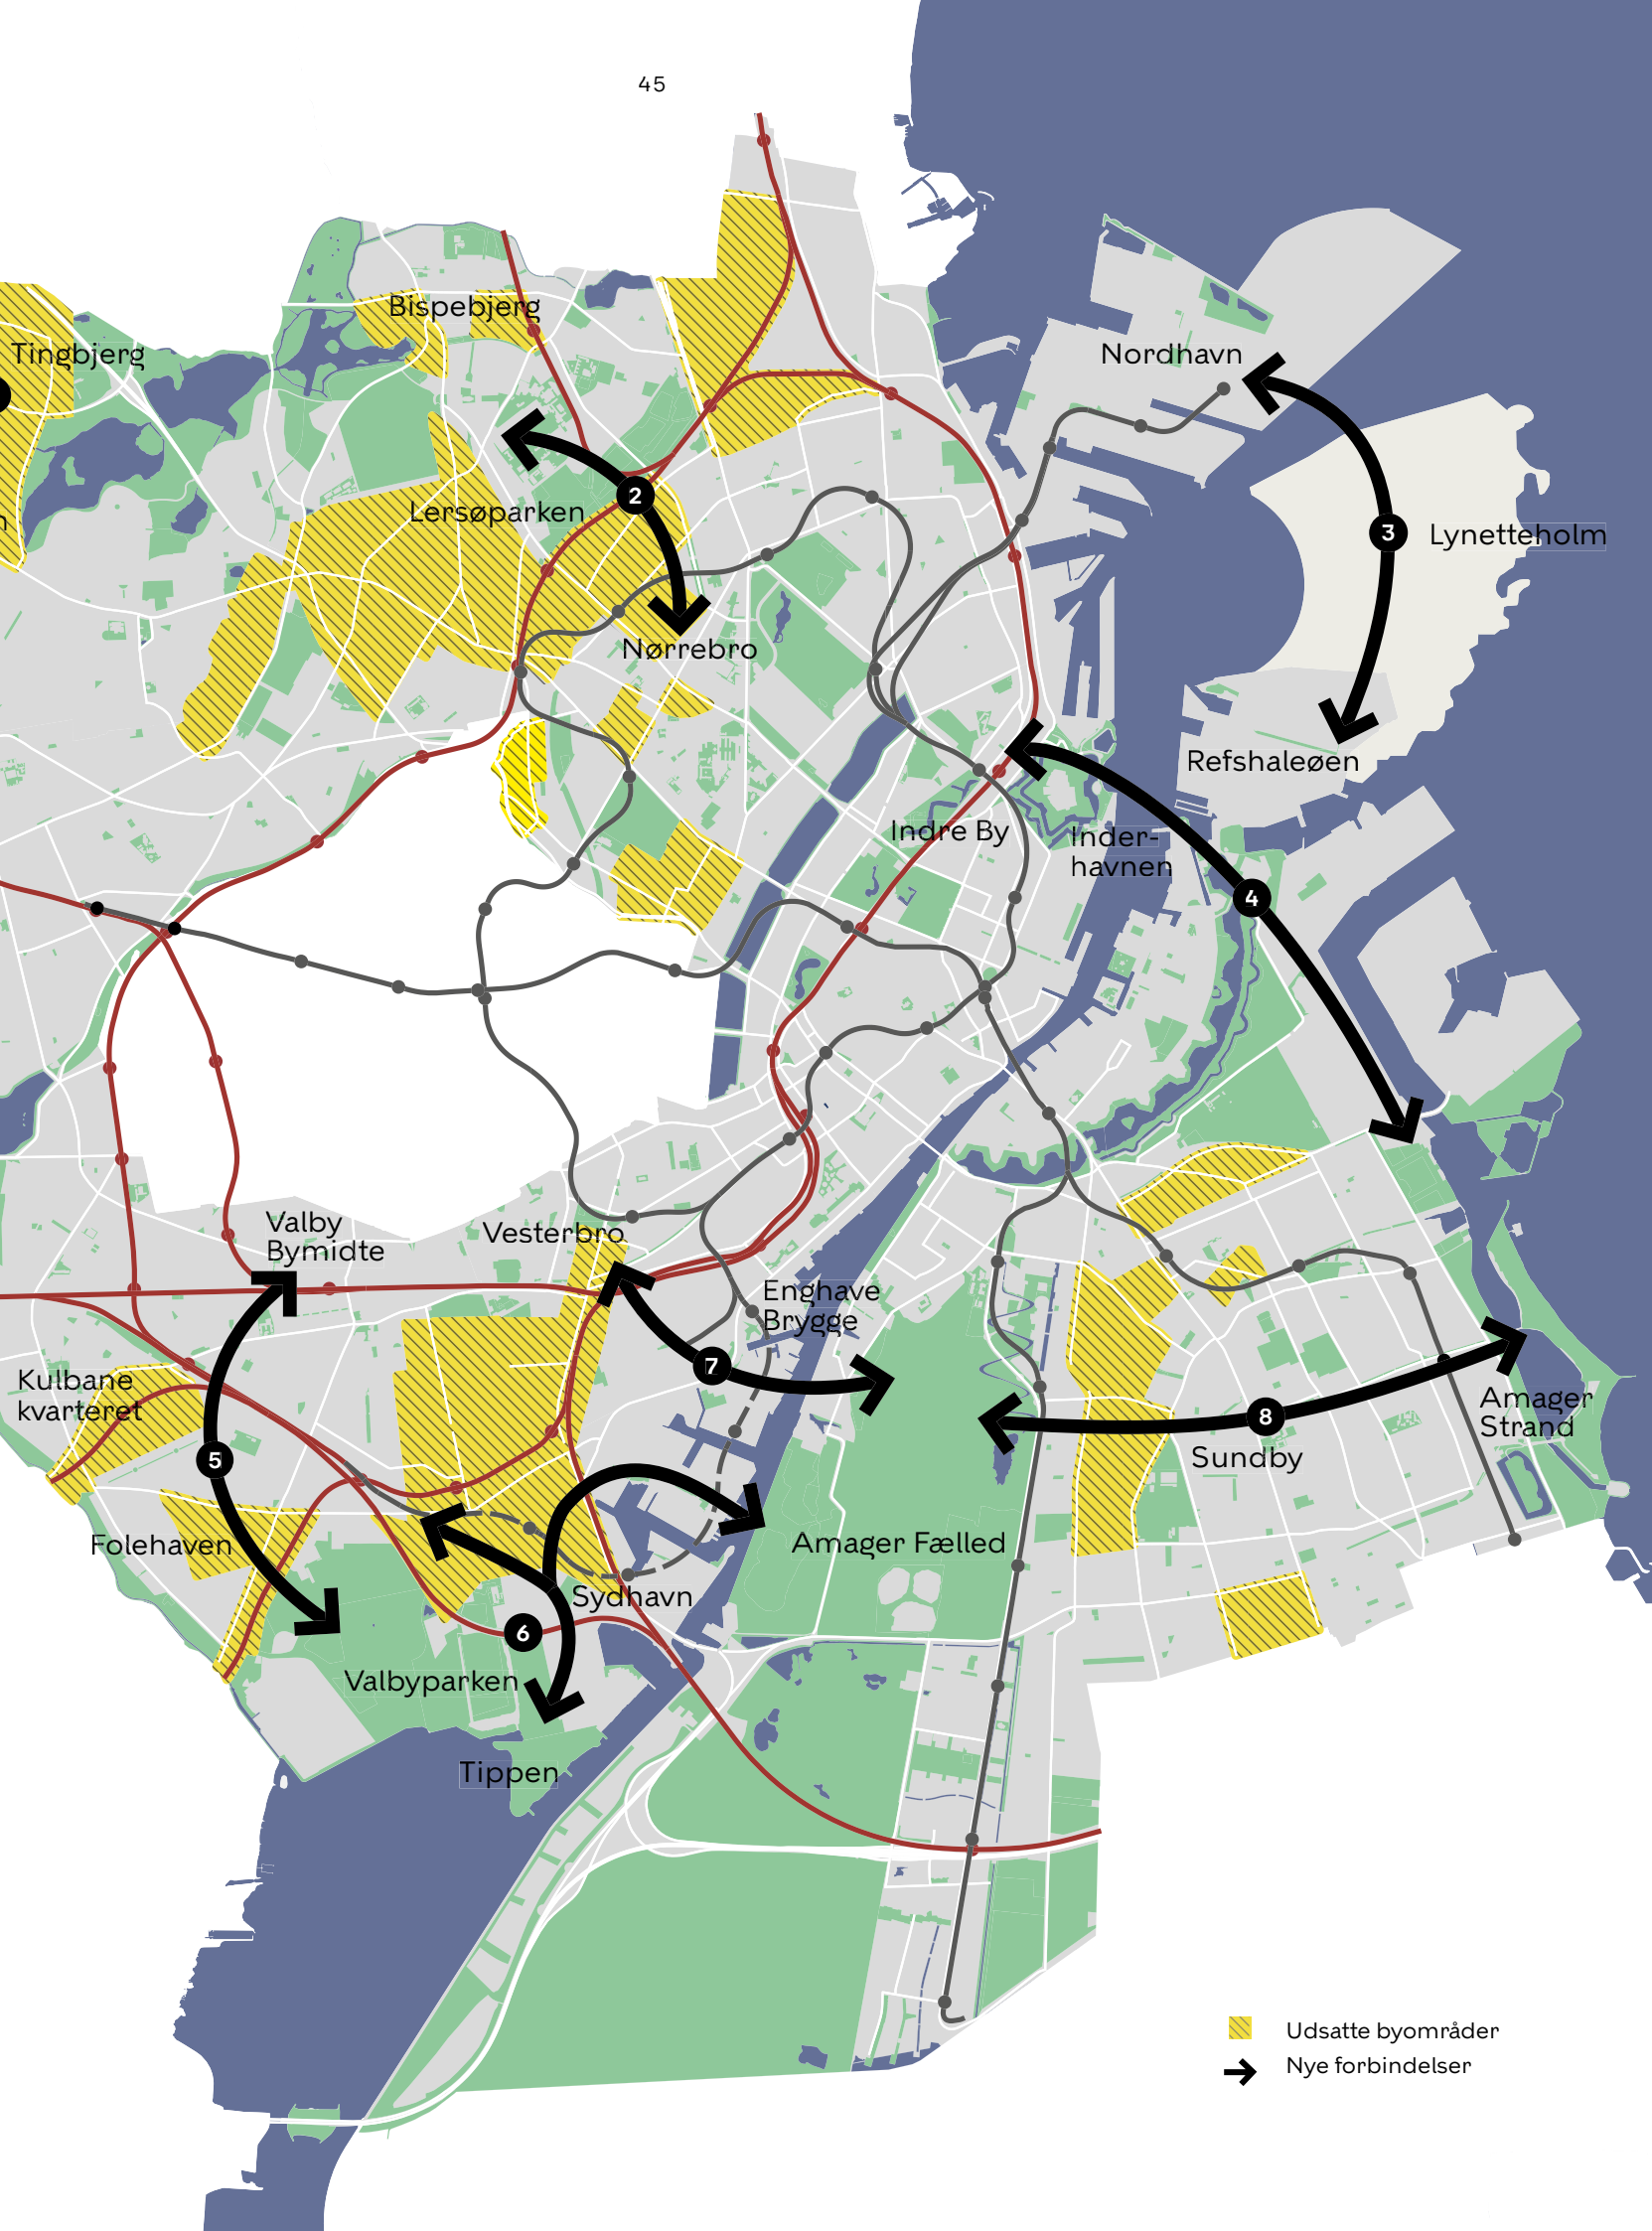 45
Bispebjerg
Tingbjerg
Nordhavn
2
Lersøparken
3
Lynetteholm
Nørrebro
Refshaleøen
Indre By
Inder-
havnen
4
Valby
Bymidte
Vesterbro
Enghave
Brygge
7
Kulbane
kvarteret
Amager
Strand
8
Sundby
5
Folehaven
Amager Fælled
Sydhavn
6
Valbyparken
Tippen
Udsatte byområder
Nye forbindelser